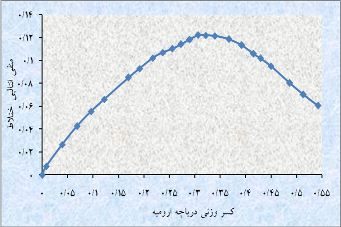 ۰/۱۴
۰/۱۲
۰/۱
۰/۰۸
۰/۰۶
۰/۰۴
۰/۰۲
۰
منفی آنتالپی اختلاط
۰ ۰/۰۵ ۰/۱ ۰/۱۵ ۰/۲ ۰/۲۵ ۰/۳ ۰/۳۵ ۰/۴ ۰/۴۵ ۰/۵ ۰/۵۵
کسر وزنی دریاچه ارومیه